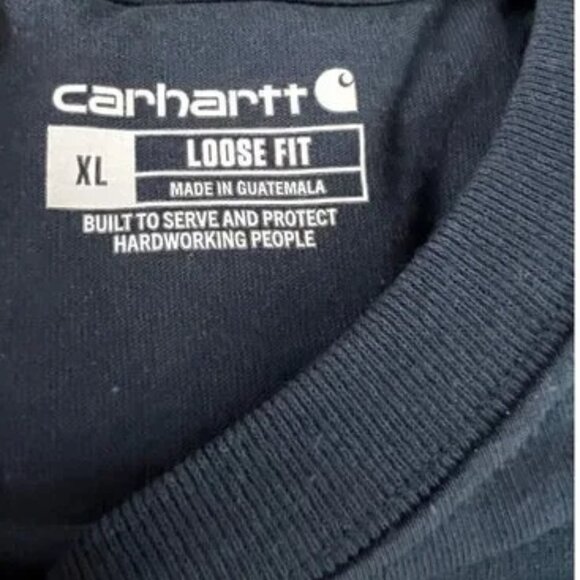 carhartt
XL
LOOSE FIT
MADE IN GUATEMALA
BUILT TO SERVE AND PROTECT
HARDWORKING PEOPLE